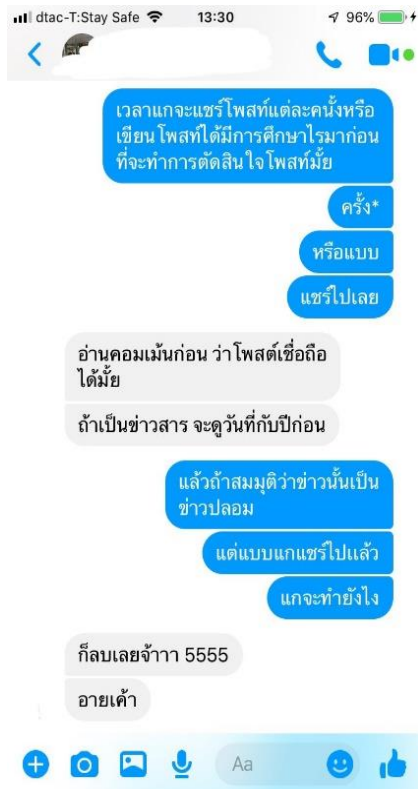 dtac-T:Stay Safe 13:30 96%
เวลาแกจะแชร์โพสท์แต่ละคนั้งหรือ
เขียนโพสท์ได้มีการศึกษาไรมาก่อน
ที่จะทำการตัดสินใจโพสท์มั้ย
ครั้ง*
หรือแบบ
แชร์ไปเลย
อ่านคอมเม้นก่อน ว่าโพสต์เชื่อถือ
ได้มั้ย
ถ้าเป็นข่าวสาร จะดูวันที่กับปีก่อน
แล้วถ้าสมมุติว่าข่าวนั้นเป็น
ข่าวปลอม
แต่แบบแกแชร์ไปแล้ว
แกจะทำยังไง
ก็ลบเลยจ้าาา 5555
อายเค้า
Aa